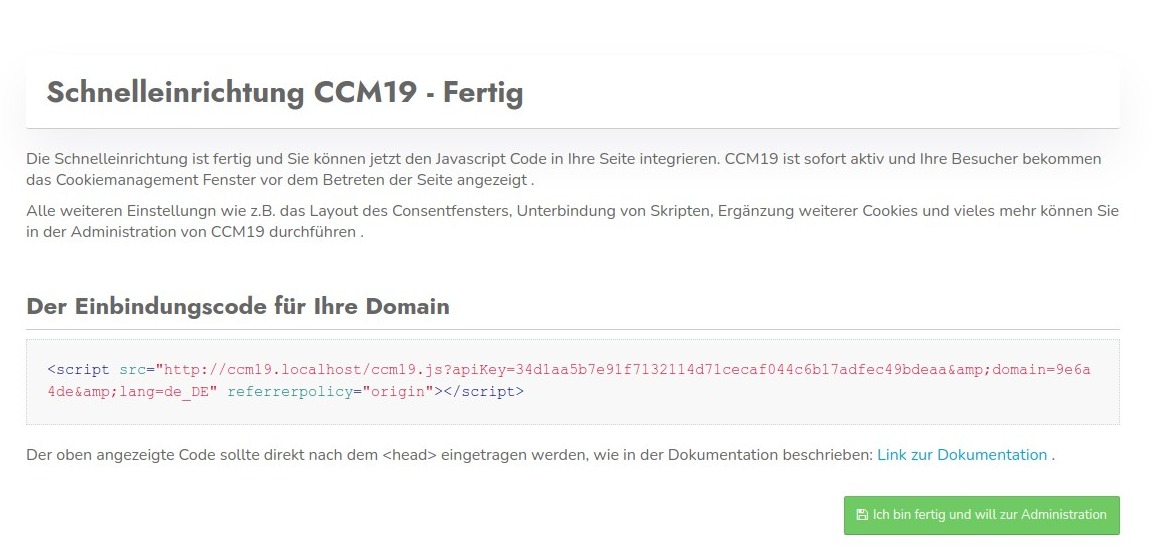 Schnelleinrichtung CCM19 - Fertig
Die Schnelleinrichtung ist fertig und Sie können jetzt den Javascript Code in Ihre Seite integrieren. CCM19 ist sofort aktiv und Ihre Besucher bekommen
das Cookiemanagement Fenster vor dem Betreten der Seite angezeigt .
Alle weiteren Einstellungn wie z.B. das Layout des Consentfensters, Unterbindung von Skripten, Ergänzung weiterer Cookies und vieles mehr können Sie
in der Administration von CCM19 durchführen .
Der Einbindungscode für Ihre Domain
<script src="http://ccm19.localhost/ccm19.js?apiKey=34d1aa5b7e91f7132114d71cecaf044c6b17adfec49bdeaa&amp;domain=9e6a
4de&amp;lang=de_DE" referrerpolicy="origin"></script>
Der oben angezeigte Code sollte direkt nach dem <head> eingetragen werden, wie in der Dokumentation beschrieben: Link zur Dokumentation .
Ich bin fertig und will zur Administration